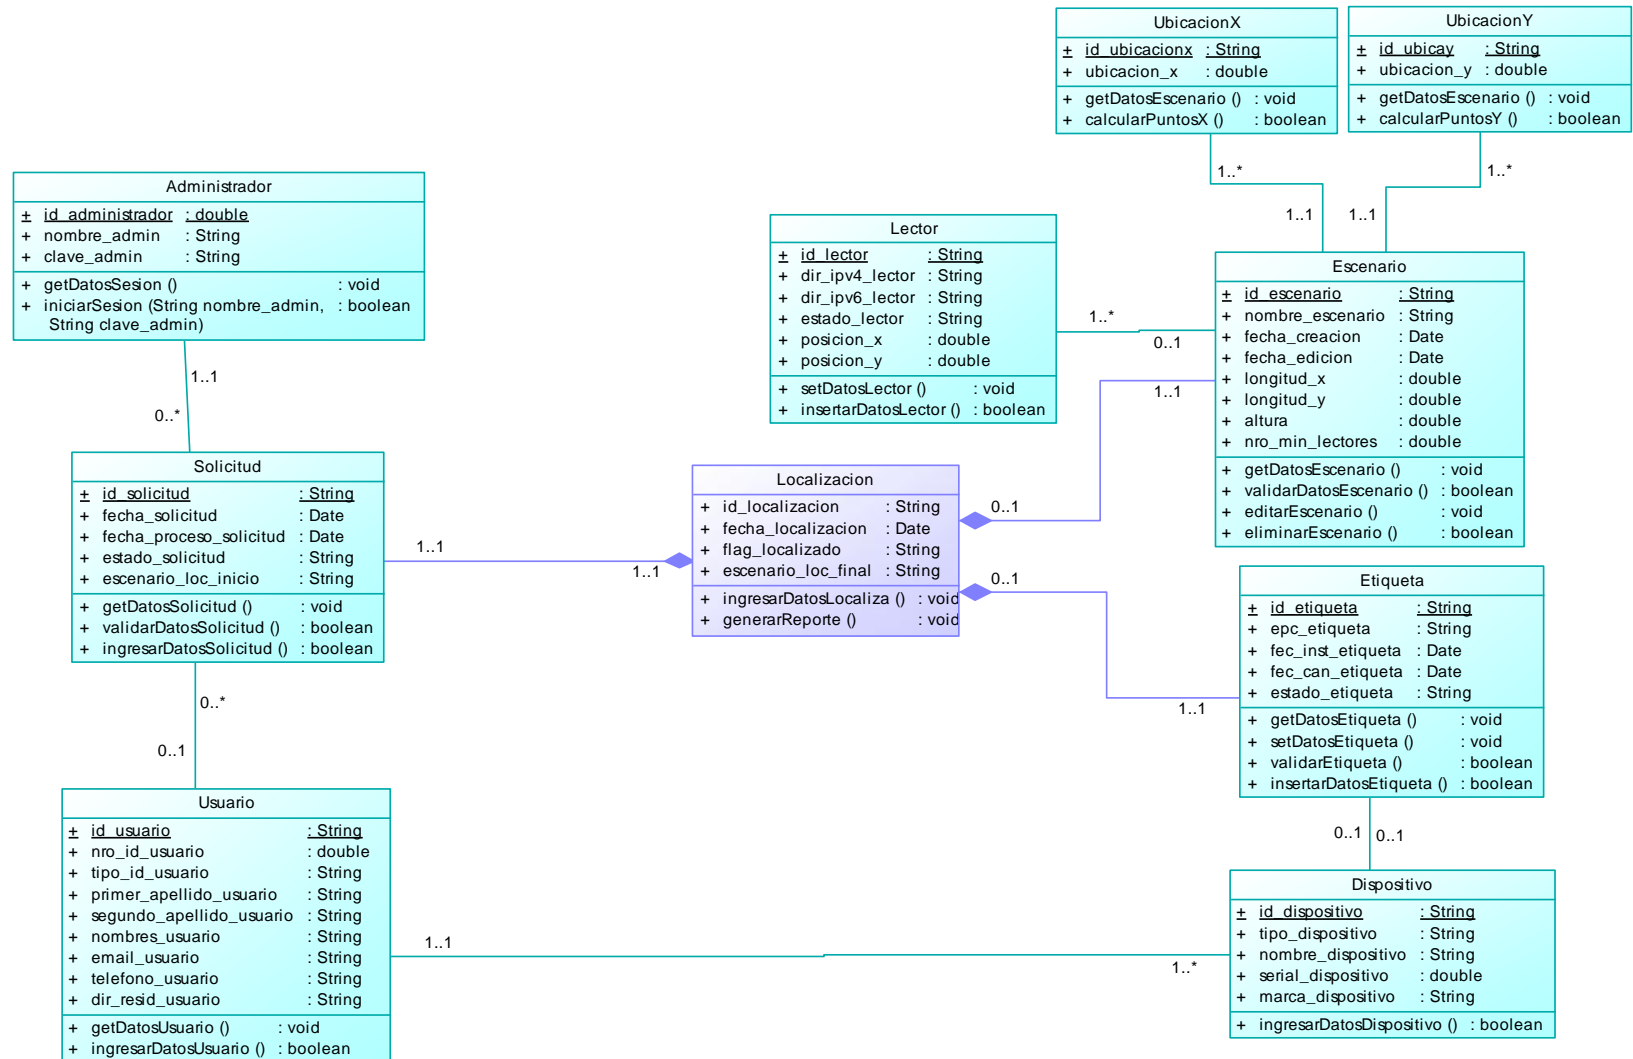 UbicacionX
+ id_ubicacionx : String
+ ubicacion_x : double
+ getDatosEscenario () : void
+ calcularPuntosX () : boolean
UbicacionY
+ id_ubicay : String
+ ubicacion_y : double
+ getDatosEscenario () : void
+ calcularPuntosY () : boolean
1..*
1..*
1..1
1..1
Administrador
+ id_administrador : double
+ nombre_admin : String
+ clave_admin : String
+ getDatosSesion () : void
+ iniciarSesion (String nombre_admin, : boolean
String clave_admin)
1..1
0..*
Lector
+ id_lector : String
+ dir_ipv4_lector : String
+ dir_ipv6_lector : String
+ estado_lector : String
+ posicion_x : double
+ posicion_y : double
+ setDatosLector () : void
+ insertarDatosLector () : boolean
1..*
0..1
Escenario
+ id_escenario : String
+ nombre_escenario : String
+ fecha_creacion : Date
+ fecha_edicion : Date
+ longitud_x : double
+ longitud_y : double
+ altura : double
+ nro_min_lectores : double
+ getDatosEscenario () : void
+ validarDatosEscenario () : boolean
+ editarEscenario () : void
+ eliminarEscenario () : boolean
1..1
0..1
Solicitud
+ id_solicitud : String
+ fecha_solicitud : Date
+ fecha_proceso_solicitud : Date
+ estado_solicitud : String
+ escenario_loc_inicio : String
+ getDatosSolicitud () : void
+ validarDatosSolicitud () : boolean
+ ingresarDatosSolicitud () : boolean
1..1
1..1
Localizacion
+ id_localizacion : String
+ fecha_localizacion : Date
+ flag_localizado : String
+ escenario_loc_final : String
+ ingresarDatosLocaliza () : void
+ generarReporte () : void
0..1
1..1
Etiqueta
+ id_etiqueta : String
+ epc_etiqueta : String
+ fec_inst_etiqueta : Date
+ fec_can_etiqueta : Date
+ estado_etiqueta : String
+ getDatosEtiqueta () : void
+ setDatosEtiqueta () : void
+ validarEtiqueta () : boolean
+ insertarDatosEtiqueta () : boolean
0..*
0..1
0..1
0..1
Usuario
+ id_usuario : String
+ nro_id_usuario : double
+ tipo_id_usuario : String
+ primer_apellido_usuario : String
+ segundo_apellido_usuario : String
+ nombres_usuario : String
+ email_usuario : String
+ telefono_usuario : String
+ dir_resid_usuario : String
+ getDatosUsuario () : void
+ ingresarDatosUsuario () : boolean
1..1
1..*
Dispositivo
+ id_dispositivo : String
+ tipo_dispositivo : String
+ nombre_dispositivo : String
+ serial_dispositivo : double
+ marca_dispositivo : String
+ ingresarDatosDispositivo () : boolean